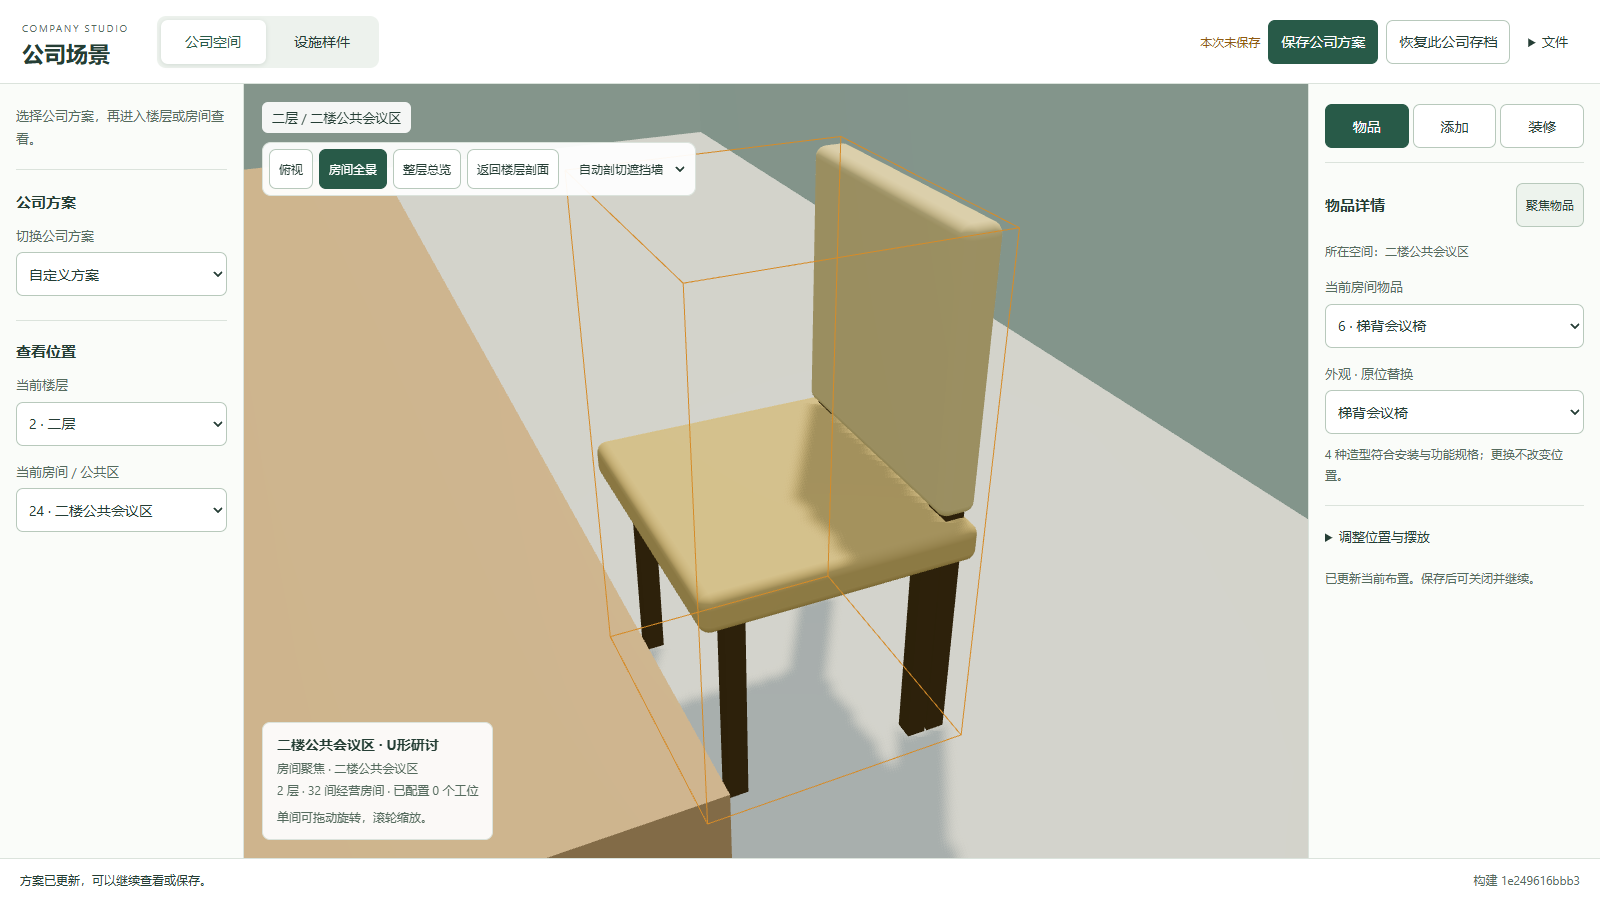 COMPANY STUDIO
公司场景
公司空间
设施样件
本次未保存
保存公司方案
恢复此公司存档
▶ 文件
选择公司方案，再进入楼层或房间查
看。
公司方案
切换公司方案
自定义方案
查看位置
当前楼层
2 · 二层
当前房间 / 公共区
24 · 二楼公共会议区
二层 / 二楼公共会议区
俯视
房间全景
整层总览
返回楼层剖面
自动剖切遮挡墙
二楼公共会议区 · U形研讨
房间聚焦 · 二楼公共会议区
2 层 · 32 间经营房间 · 已配置 0 个工位
单间可拖动旋转，滚轮缩放。
物品
添加
装修
物品详情
聚焦物品
所在空间：二楼公共会议区
当前房间物品
6 · 梯背会议椅
外观 · 原位替换
梯背会议椅
4 种造型符合安装与功能规格；更换不改变位
置。
▶ 调整位置与摆放
已更新当前布置。保存后可关闭并继续。
方案已更新，可以继续查看或保存。
构建 1e249616bbb3